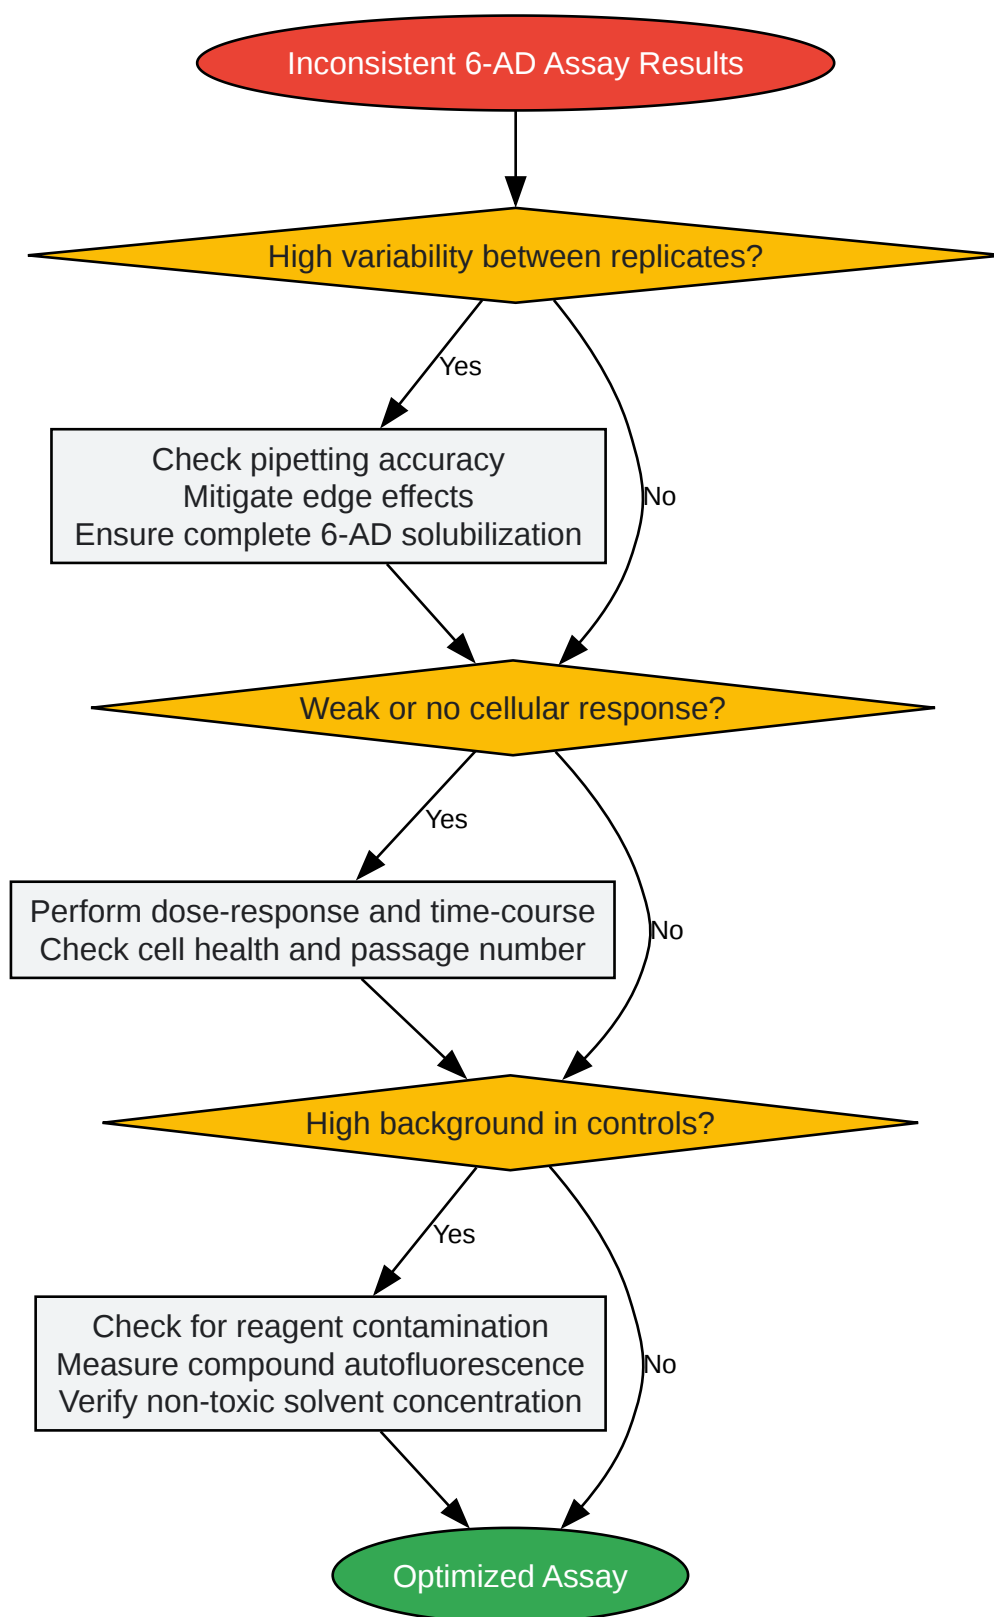 Inconsistent 6-AD Assay Results
High variability between replicates?
Yes
Check pipetting accuracy
Mitigate edge effects
Ensure complete 6-AD solubilization
No
Weak or no cellular response?
Yes
Perform dose-response and time-course
Check cell health and passage number
No
High background in controls?
Yes
Check for reagent contamination
Measure compound autofluorescence
Verify non-toxic solvent concentration
No
Optimized Assay